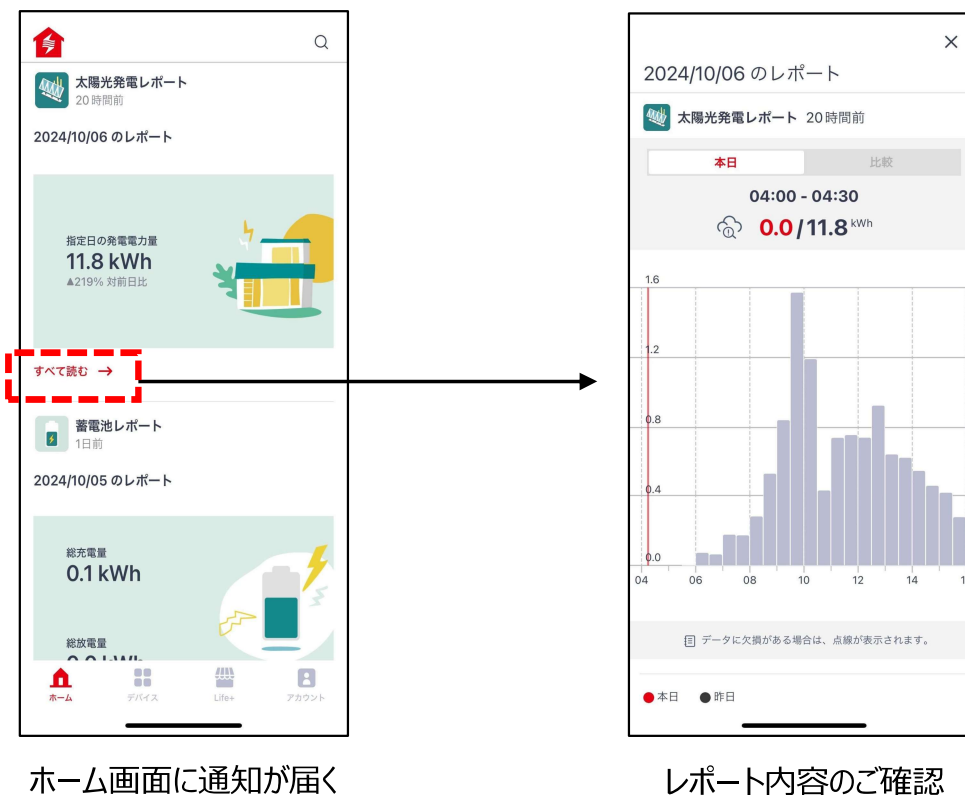 太陽光発電レポート
20時間前
2024/10/06 のレポート
指定日の発電電力量
11.8 kWh
▲219% 対前日比
すべて読む →
蓄電池レポート
1日前
2024/10/05 のレポート
総充電量
0.1 kWh
総放電量
ホーム
デバイス
Life+
アカウント
ホーム画面に通知が届く
2024/10/06 のレポート
太陽光発電レポート 20時間前
本日
比較
04:00 - 04:30
0.0/11.8 kWh
1.6
1.2
0.8
0.4
0.0
04 06 08 10 12 14 1
データに欠損がある場合は、点線が表示されます。
本日 昨日
レポート内容のご確認